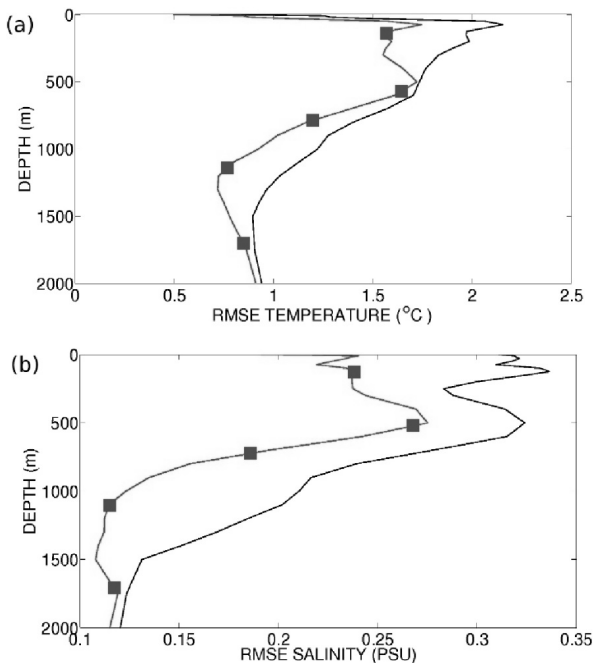 (a)
0
500
1000
1500
2000
DEPTH (m)
0 0.5 1 1.5 2 2.5
RMSE TEMPERATURE (°C )
(b)
0
500
1000
1500
2000
DEPTH (m)
0.1 0.15 0.2 0.25 0.3 0.35
RMSE SALINITY (PSU)